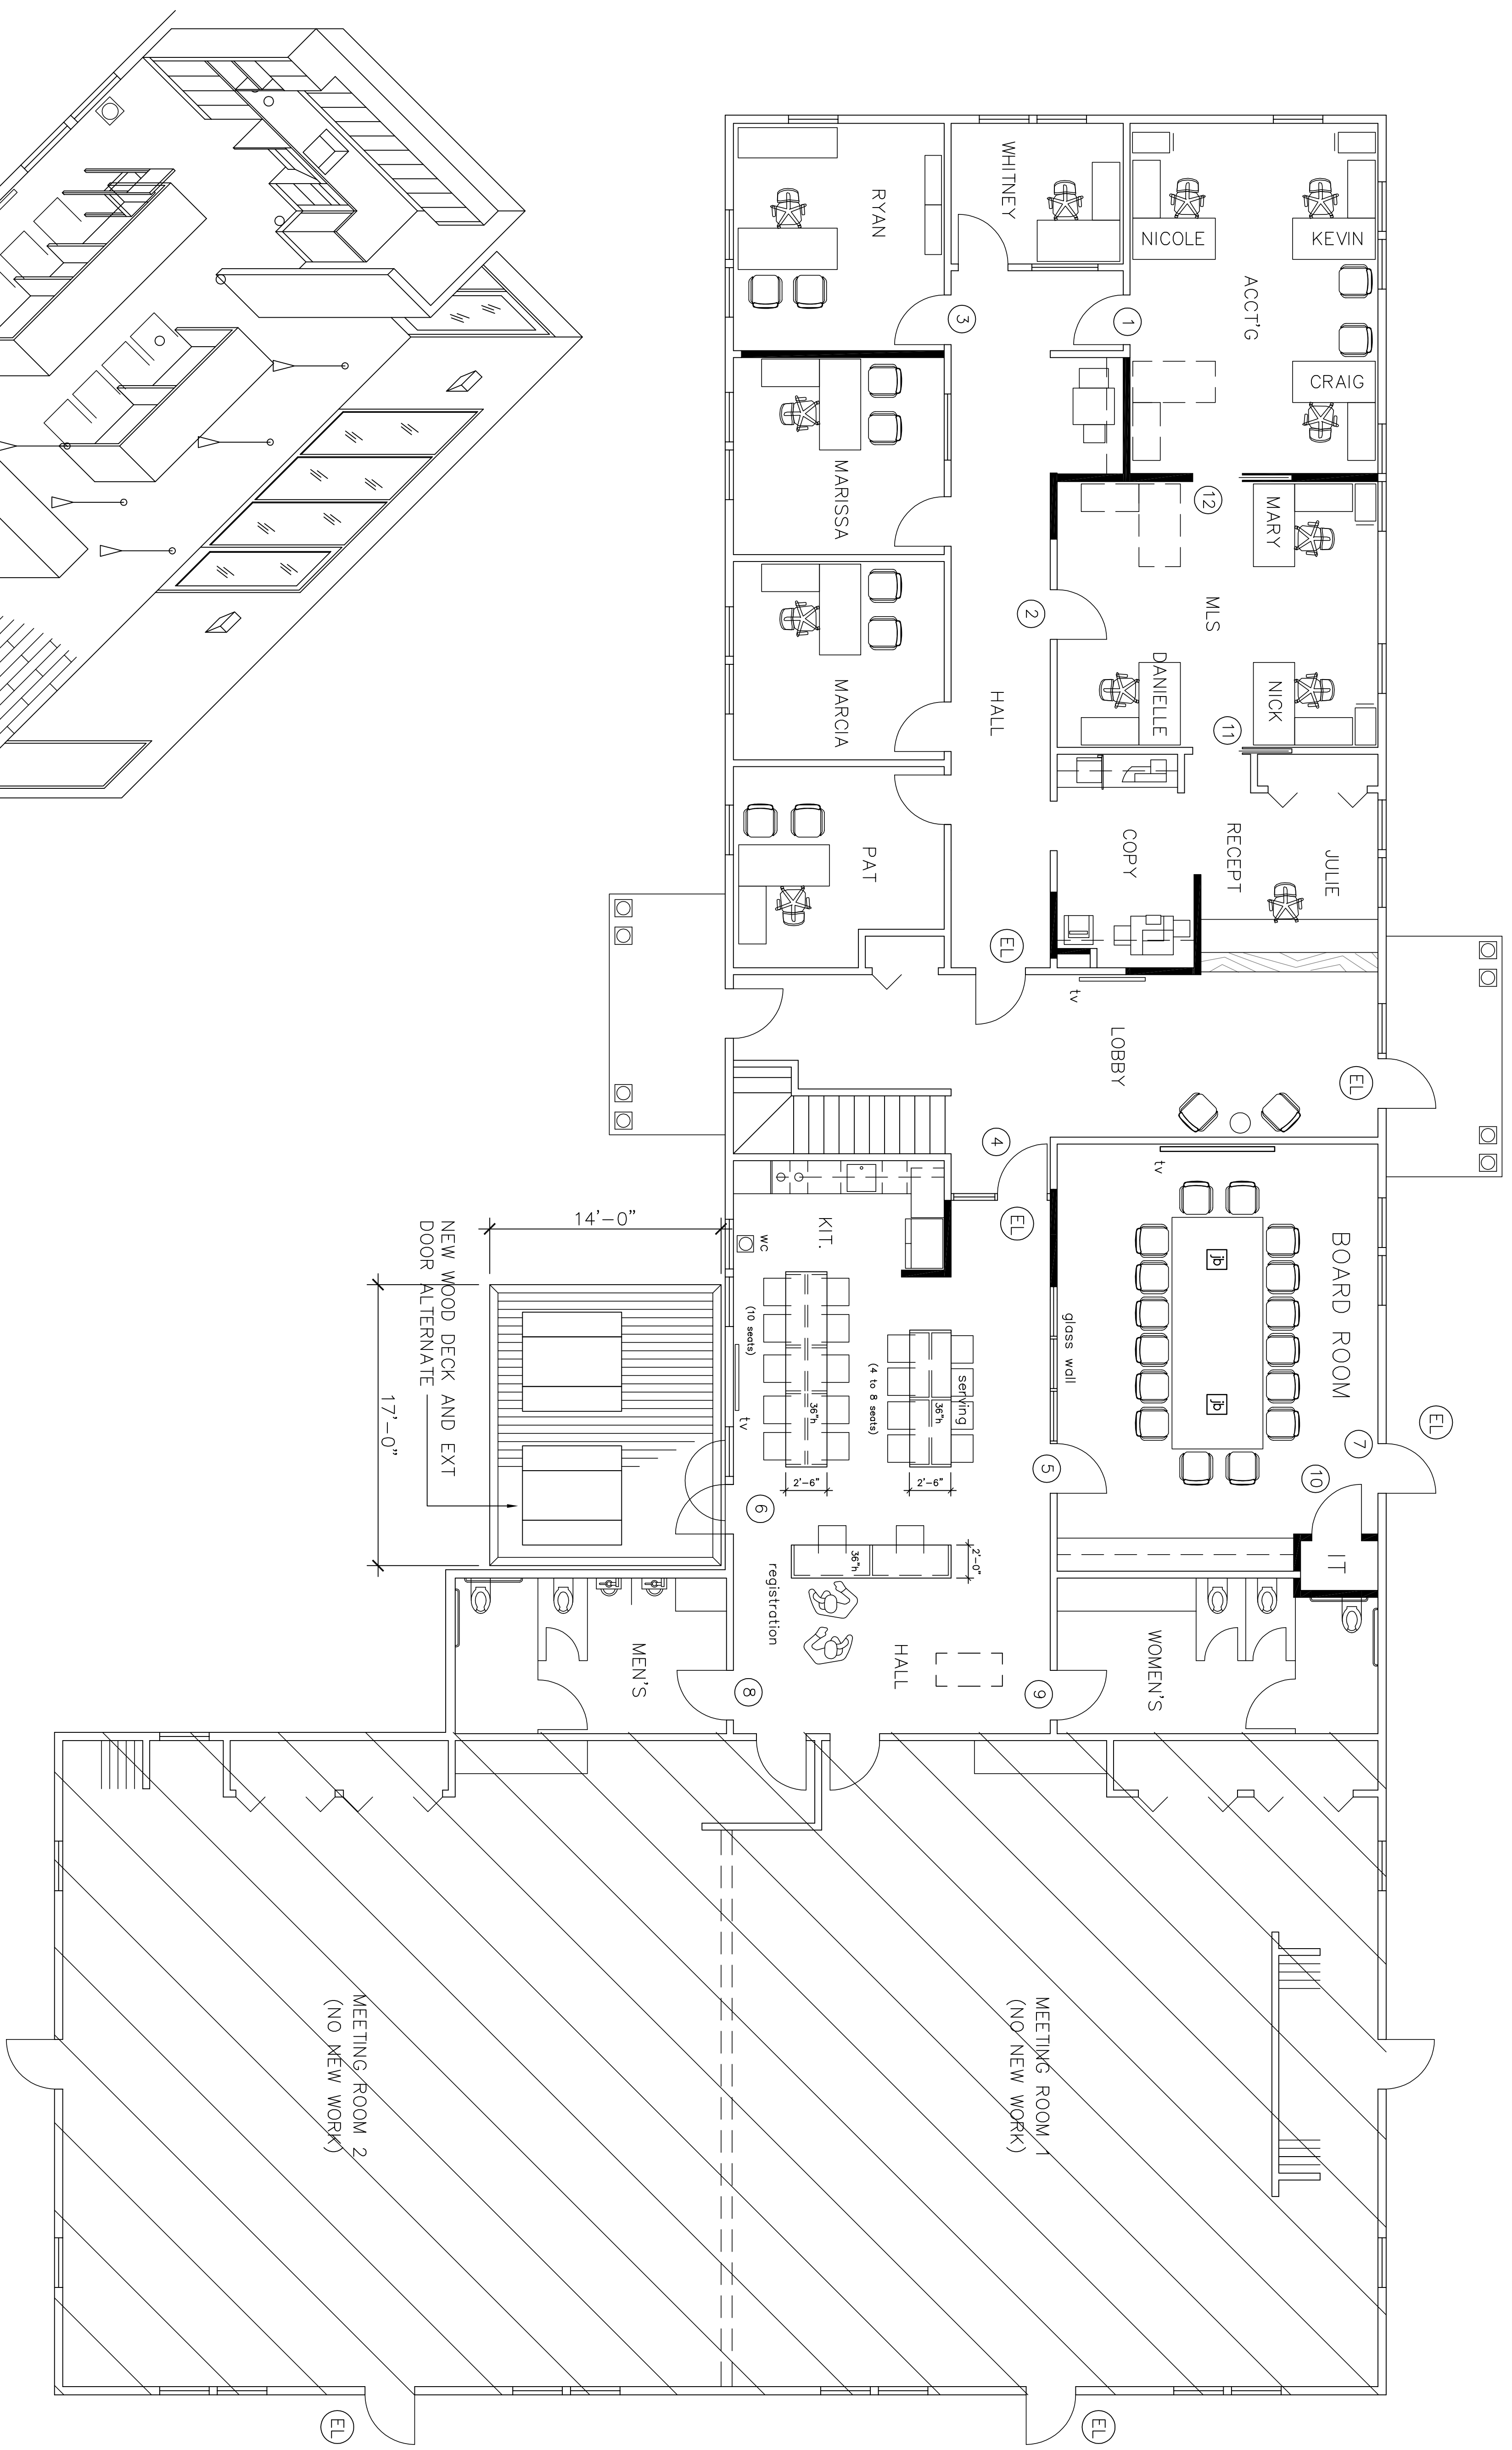 KEVIN
NICOLE
ACCT'G
CRAIG
WHITNEY
RYAN
1
3
12
MARY
MLS
2
DANIELLE
NICK
11
MARISSA
MARCIA
HALL
JULIE
RECEPT
COPY
PAT
EL
tv
LOBBY
EL
4
EL
tv
BOARD ROOM
jb
jb
glass wall
EL
7
10
IT
5
KIT.
wc
(10 seats)
36"h
2'-6"
tv
serving
36"h
(4 to 8 seats)
2'-6"
6
36"h
2'-0"
registration
HALL
14'-0"
17'-0"
NEW WOOD DECK AND EXT
DOOR ALTERNATE
MEN'S
8
9
WOMEN'S
MEETING ROOM 1
(NO NEW WORK)
MEETING ROOM 2
(NO NEW WORK)
EL
EL